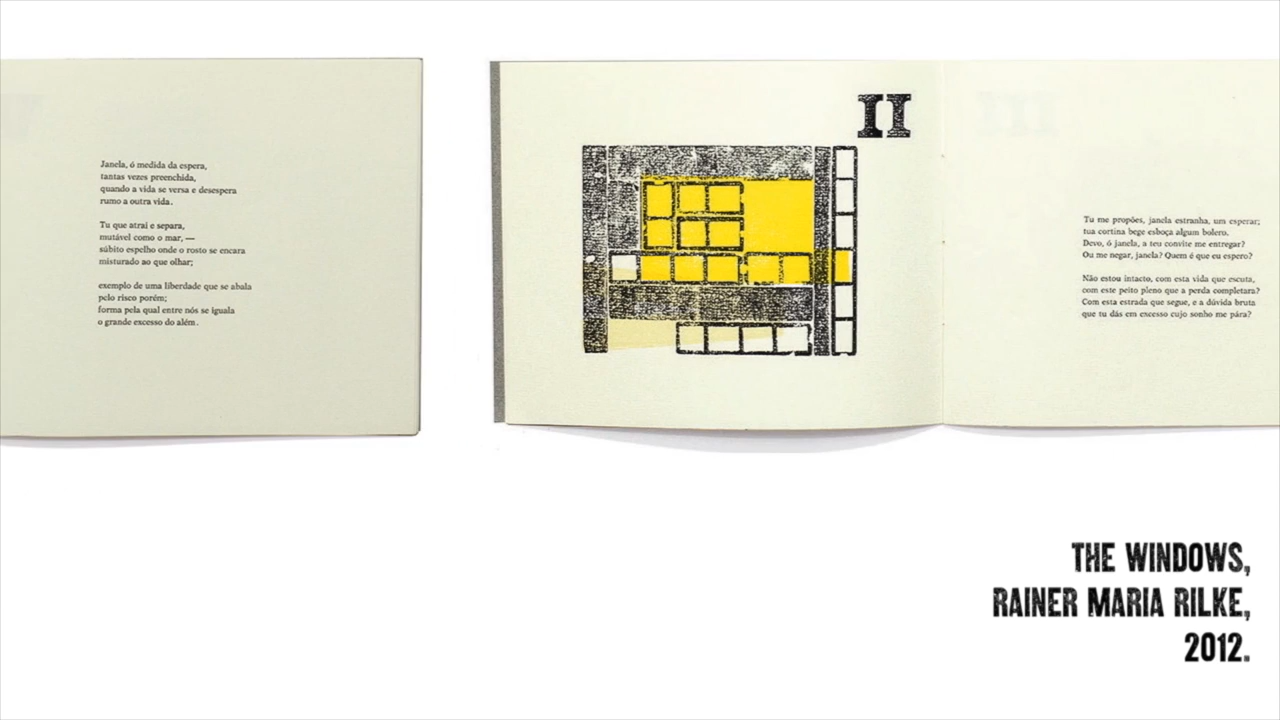 Janela, ó medida da espera,
tantas vezes preenchida,
quando a vida se versa e desespera
rumo a outra vida.
Tu que atrai e separa,
mutável como o mar, —
súbito espelho onde o rosto se encara
misturado ao que olhar;
exemplo de uma liberdade que se abala
pelo risco porém;
forma pela qual entre nós se iguala
o grande excesso do além.
II
Tu me propões, janela estranha, um esperar;
tua cortina bege esboça algum bolero.
Devo, ó janela, a teu convite me entregar?
Ou me negar, janela? Quem é que eu espero?
Não estou intacto, com esta vida que escuta,
com este peito pleno que a perda completara?
Com esta estrada que segue, e a dúvida bruta
que tu dás em excesso cujo sonho me pára?
THE WINDOWS,
RAINER MARIA RILKE,
2012.